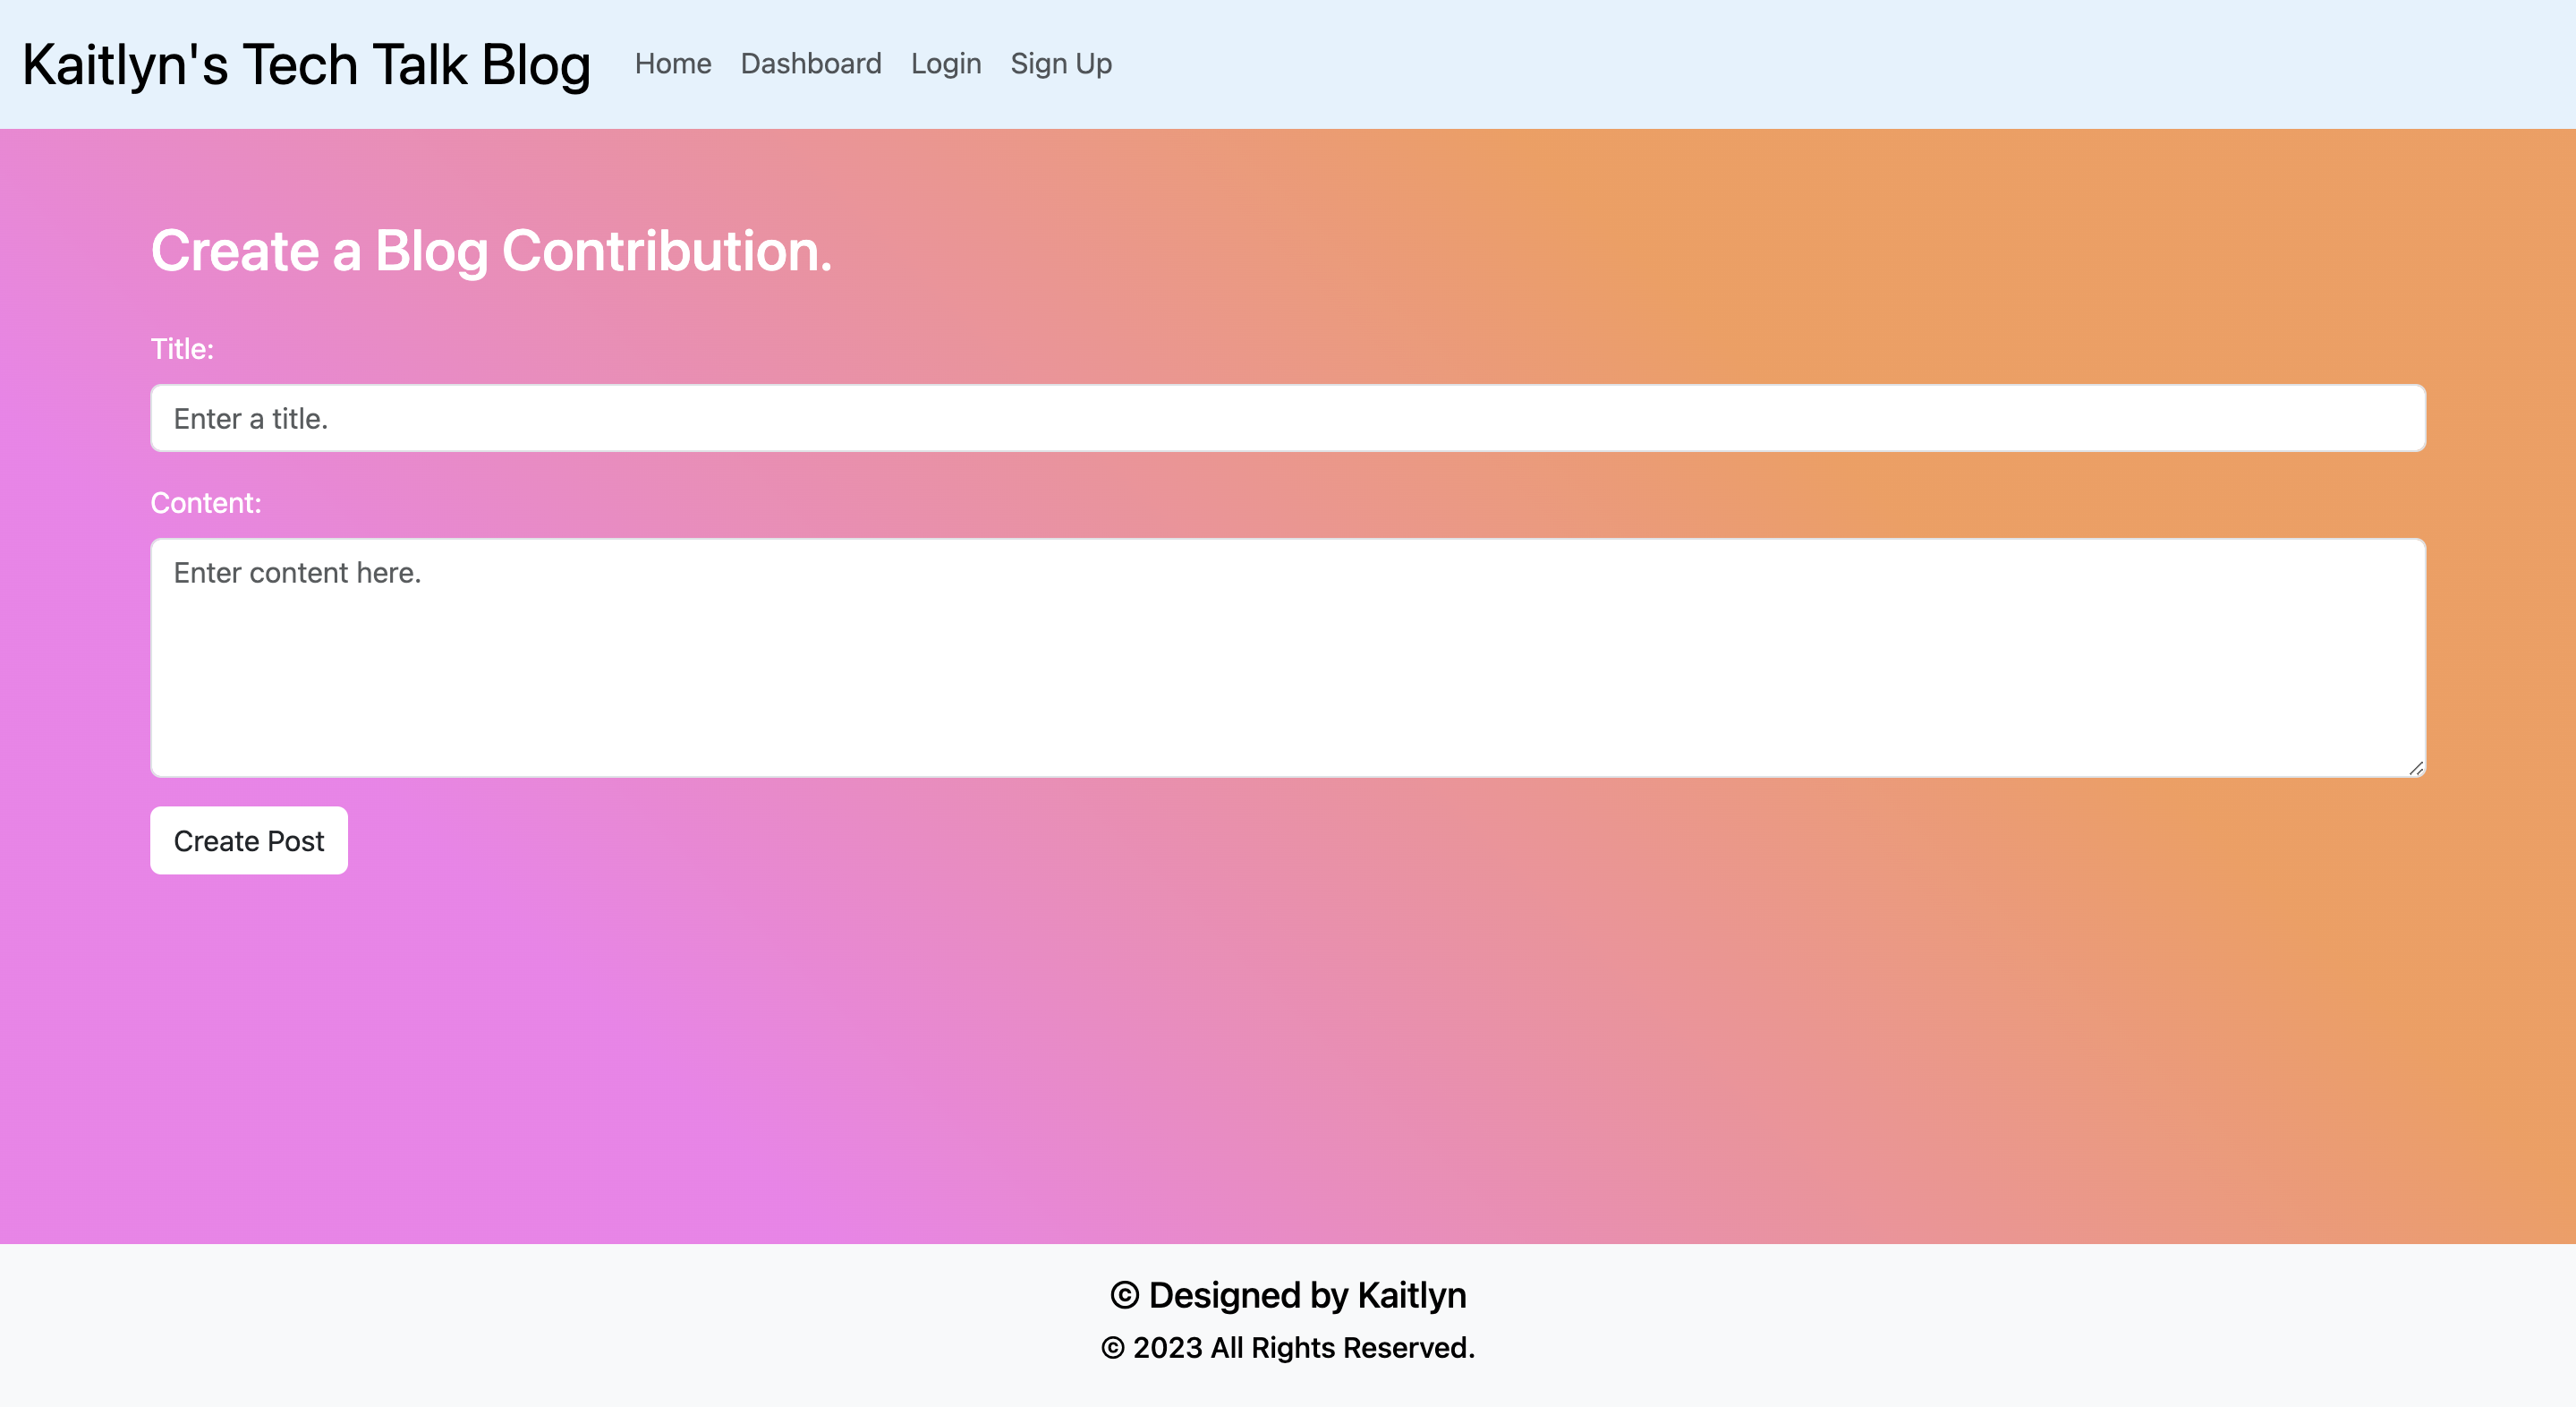 Kaitlyn's Tech Talk Blog Home Dashboard Login Sign Up
Create a Blog Contribution.
Title:
Enter a title.
Content:
Enter content here.
Create Post
© Designed by Kaitlyn
© 2023 All Rights Reserved.